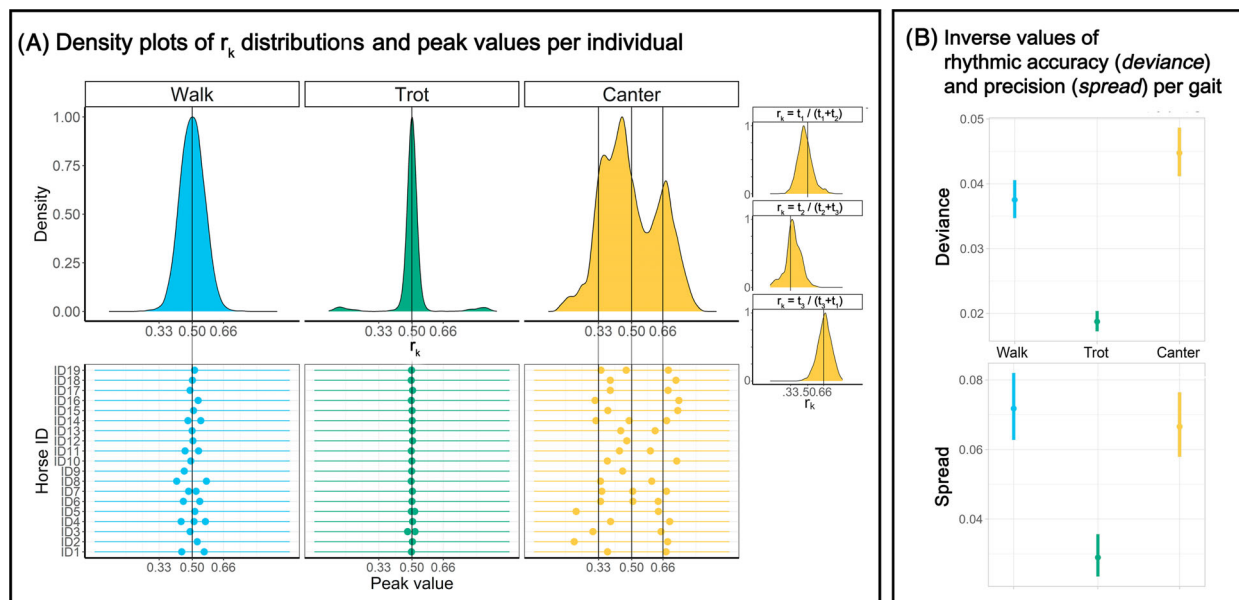 (A) Density plots of rk distributions and peak values per individual
Walk
Trot
Canter
Density
1.00
0.75
0.50
0.25
0.00
0.33 0.50 0.66
0.33 0.50 0.66
0.33 0.50 0.66
rk
rk = t1 / (t1+t2)
1
0
rk = t2 / (t2+t3)
1
0
rk = t3 / (t3+t1)
1
0
.33.50.66
rk
Horse ID
ID19
ID18
ID17
ID16
ID15
ID14
ID13
ID12
ID11
ID10
ID9
ID8
ID7
ID6
ID5
ID4
ID3
ID2
ID1
0.33 0.50 0.66
0.33 0.50 0.66
0.33 0.50 0.66
Peak value
(B) Inverse values of
rhythmic accuracy (deviance)
and precision (spread) per gait
Deviance
0.05
0.04
0.03
0.02
Walk
Trot
Canter
Spread
0.08
0.06
0.04